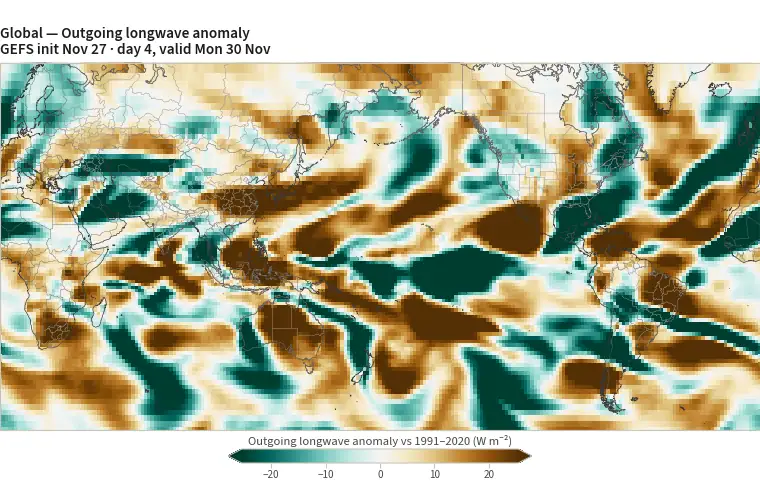 Global — Outgoing longwave anomaly
GEFS init Nov 27 · day 4, valid Mon 30 Nov
Outgoing longwave anomaly vs 1991–2020 (W m⁻²)
−20 −10 0 10 20